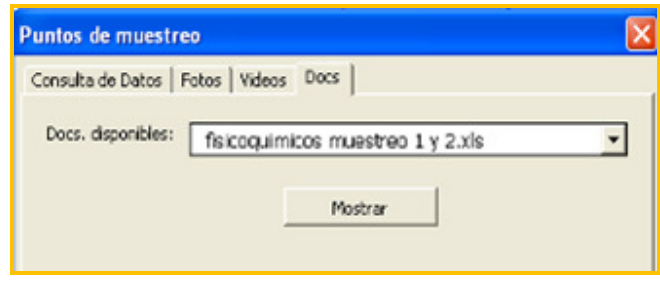 Puntos de muestreo
Consulta de Datos Fotos Videos Docs
Docs. disponibles: fisicoquimicos muestreo 1 y 2.xls
Mostrar